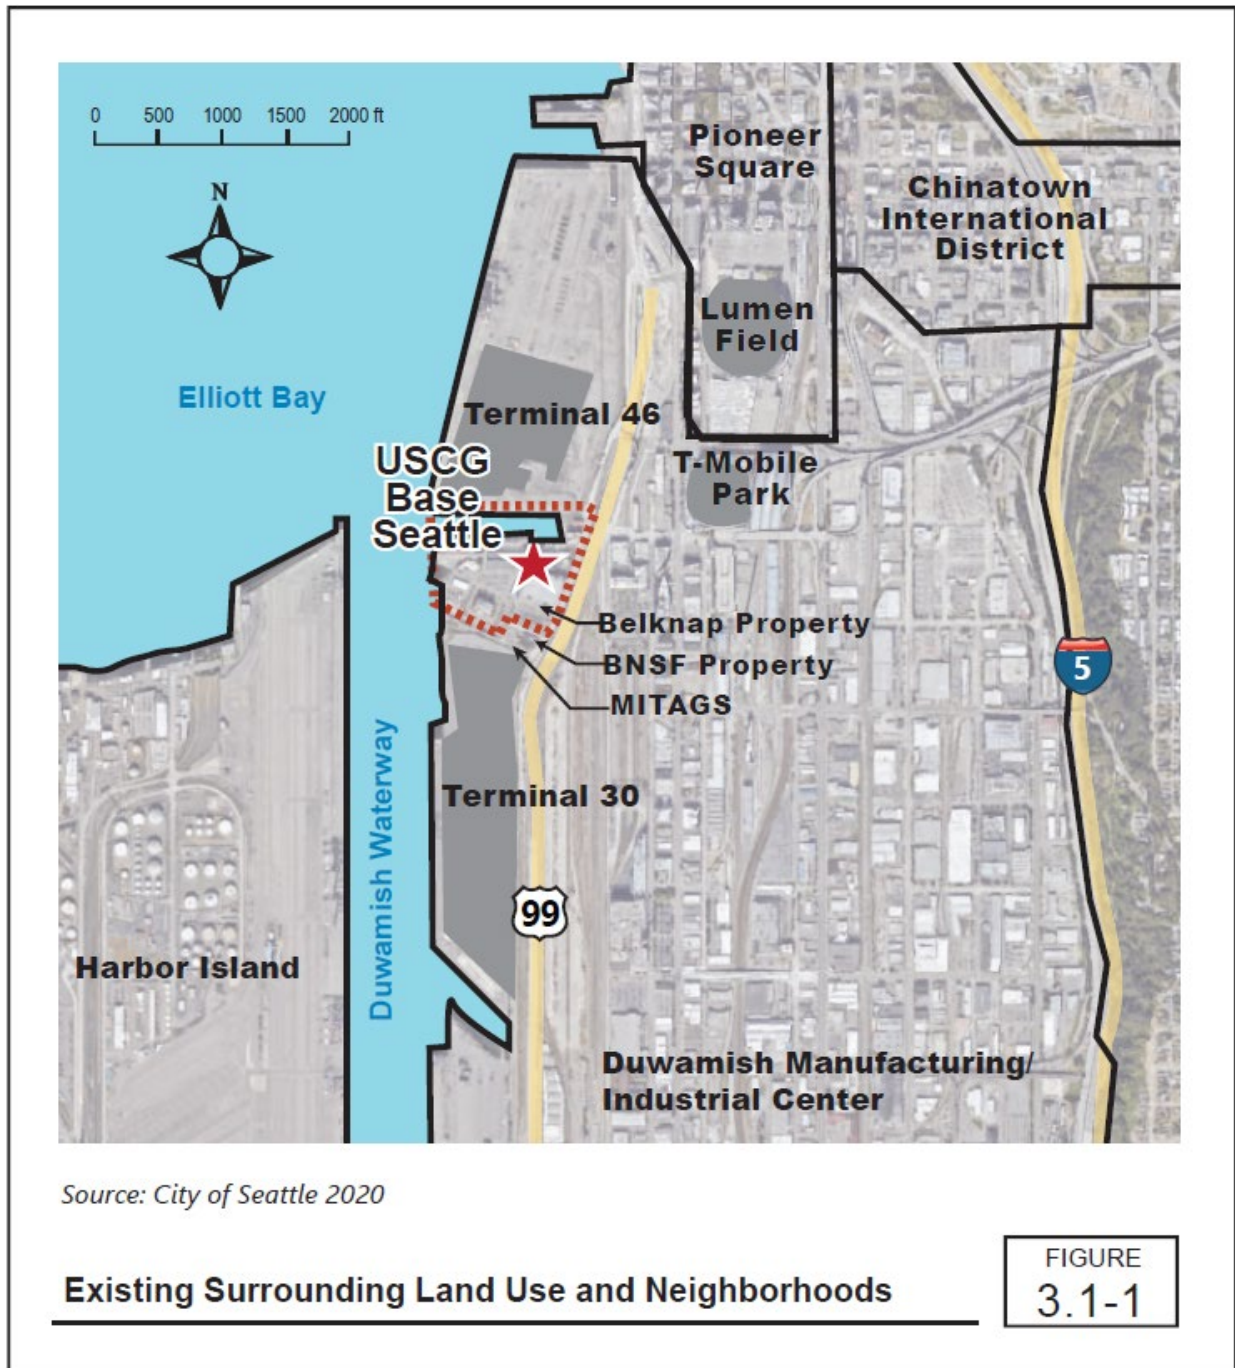 0 500 1000 1500 2000 ft
N
Pioneer
Square
Chinatown
International
District
Lumen
Field
Elliott Bay
Terminal 46
USCG
Base
Seattle
T-Mobile
Park
Belknap Property
BNSF Property
MITAGS
5
Terminal 30
Duwamish Waterway
99
Harbor Island
Duwamish Manufacturing/
Industrial Center
Source: City of Seattle 2020
Existing Surrounding Land Use and Neighborhoods
FIGURE
3.1-1